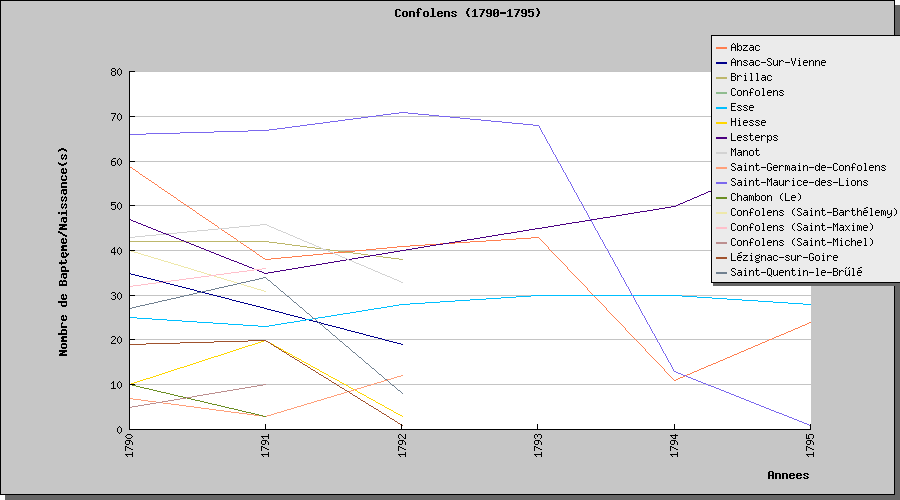 Confolens (1790-1795)
Abzac
Ansac-Sur-Vienne
Brillac
Confolens
Esse
Hiesse
Lesterps
Manot
Saint-Germain-de-Confolens
Saint-Maurice-des-Lions
Chambon (Le)
Confolens (Saint-Barthélemy)
Confolens (Saint-Maxime)
Confolens (Saint-Michel)
Lézignac-sur-Goire
Saint-Quentin-le-Brûlé
Nombre de Baptęme/Naissance(s)
80
70
60
50
40
30
20
10
0
1790
1791
1792
1793
1794
1795
Annees